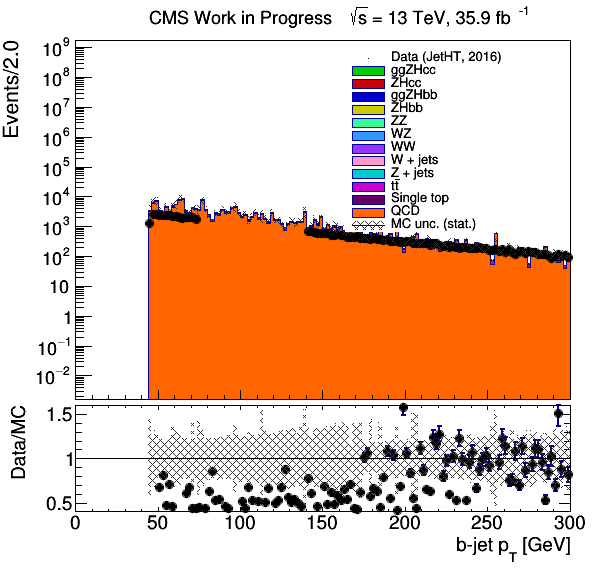 CMS Work in Progress √s = 13 TeV, 35.9 fb⁻¹
Events/2.0
10⁹
10⁸
10⁷
10⁶
10⁵
10⁴
10³
10²
10
1
10⁻¹
10⁻²
Data (JetHT, 2016)
ggZHcc
ZHcc
ggZHbb
ZHbb
ZZ
WZ
WW
W + jets
Z + jets
tt̄
Single top
QCD
MC unc. (stat.)
Data/MC
1.5
1
0.5
0 50 100 150 200 250 300
b-jet p_T [GeV]